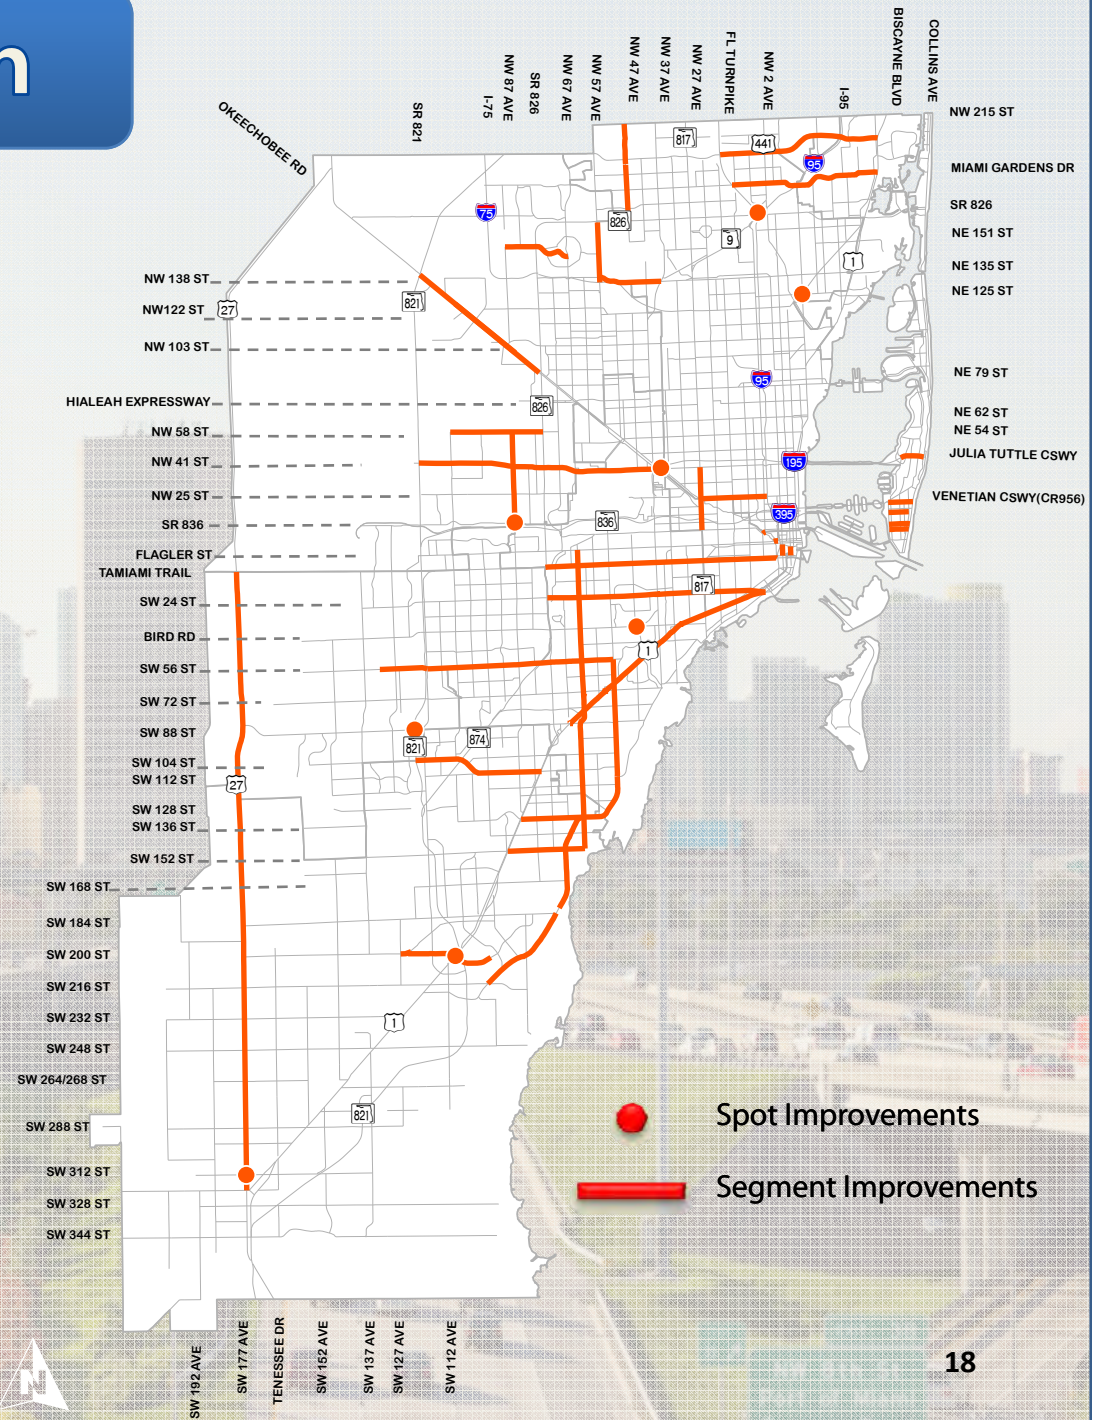 n
OKEECHOBEE RD
SR 821
I-75
NW 87 AVE
SR 826
NW 67 AVE
NW 57 AVE
NW 47 AVE
NW 37 AVE
NW 27 AVE
FL TURNPIKE
NW 2 AVE
I-95
BISCAYNE BLVD
COLLINS AVE
NW 215 ST
MIAMI GARDENS DR
SR 826
NE 151 ST
NE 135 ST
NE 125 ST
NE 79 ST
NE 62 ST
NE 54 ST
JULIA TUTTLE CSWY
VENETIAN CSWY(CR956)
NW 138 ST
NW122 ST
NW 103 ST
HIALEAH EXPRESSWAY
NW 58 ST
NW 41 ST
NW 25 ST
SR 836
FLAGLER ST
TAMIAMI TRAIL
SW 24 ST
BIRD RD
SW 56 ST
SW 72 ST
SW 88 ST
SW 104 ST
SW 112 ST
SW 128 ST
SW 136 ST
SW 152 ST
SW 168 ST
SW 184 ST
SW 200 ST
SW 216 ST
SW 232 ST
SW 248 ST
SW 264/268 ST
SW 288 ST
SW 312 ST
SW 328 ST
SW 344 ST
817
441
95
75
826
9
1
27
821
95
826
195
395
836
817
1
821
874
27
1
821
Spot Improvements
Segment Improvements
SW 192 AVE
SW 177 AVE
TENESSEE DR
SW 152 AVE
SW 137 AVE
SW 127 AVE
SW 112 AVE
N
18